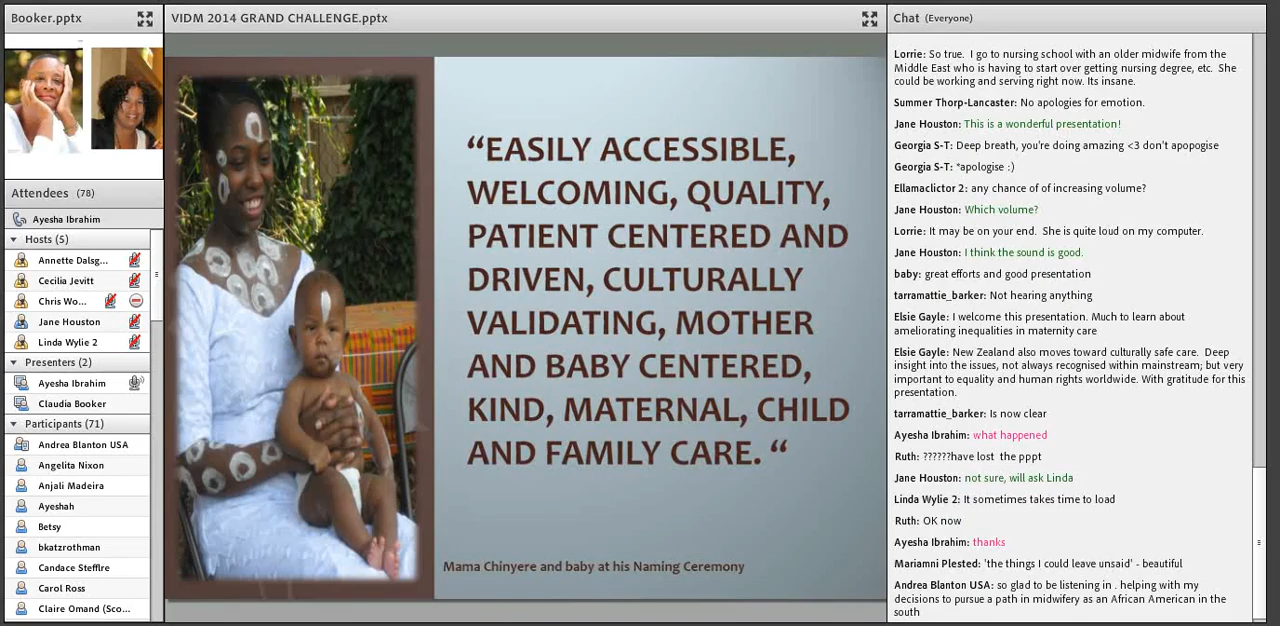 Booker.pptx
VIDM 2014 GRAND CHALLENGE.pptx
Chat (Everyone)
Attendees (78)
Ayesha Ibrahim
Hosts (5)
Annette Dalsg...
Cecilia Jevitt
Chris Wo...
Jane Houston
Linda Wylie 2
Presenters (2)
Ayesha Ibrahim
Claudia Booker
Participants (71)
Andrea Blanton USA
Angelita Nixon
Anjali Madeira
Ayeshah
Betsy
bkatzrothman
Candace Stefflre
Carol Ross
Claire Omand (Sco...
“EASILY ACCESSIBLE,
WELCOMING, QUALITY,
PATIENT CENTERED AND
DRIVEN, CULTURALLY
VALIDATING, MOTHER
AND BABY CENTERED,
KIND, MATERNAL, CHILD
AND FAMILY CARE. “
Mama Chinyere and baby at his Naming Ceremony
Lorrie: So true. I go to nursing school with an older midwife from the
Middle East who is having to start over getting nursing degree, etc. She
could be working and serving right now. Its insane.
Summer Thorp-Lancaster: No apologies for emotion.
Jane Houston: This is a wonderful presentation!
Georgia S-T: Deep breath, you're doing amazing <3 don't apopogise
Georgia S-T: *apologise :)
Ellamaclictor 2: any chance of of increasing volume?
Jane Houston: Which volume?
Lorrie: It may be on your end. She is quite loud on my computer.
Jane Houston: I think the sound is good.
baby: great efforts and good presentation
tarramattie_barker: Not hearing anything
Elsie Gayle: I welcome this presentation. Much to learn about
ameliorating inequalities in maternity care
Elsie Gayle: New Zealand also moves toward culturally safe care. Deep
insight into the issues, not always recognised within mainstream; but very
important to equality and human rights worldwide. With gratitude for this
presentation.
tarramattie_barker: Is now clear
Ayesha Ibrahim: what happened
Ruth: ??????have lost the pppt
Jane Houston: not sure, will ask Linda
Linda Wylie 2: It sometimes takes time to load
Ruth: OK now
Ayesha Ibrahim: thanks
Mariamni Plested: 'the things I could leave unsaid' - beautiful
Andrea Blanton USA: so glad to be listening in . helping with my
decisions to pursue a path in midwifery as an African American in the
south